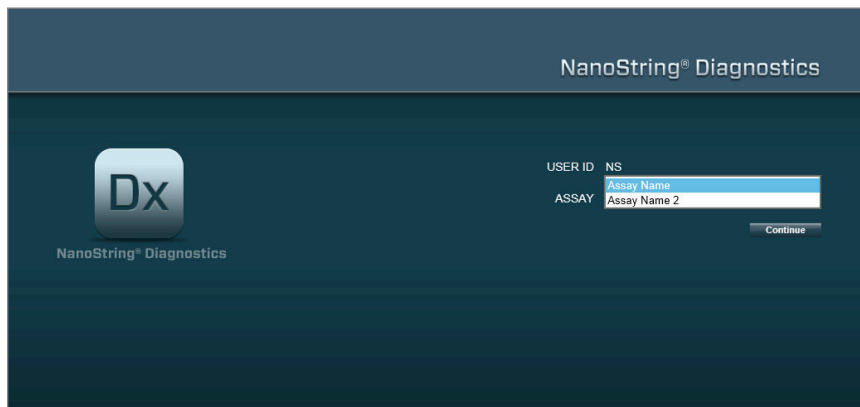 NanoString® Diagnostics
Dx
NanoString® Diagnostics
USER ID NS
ASSAY
Assay Name
Assay Name 2
Continue